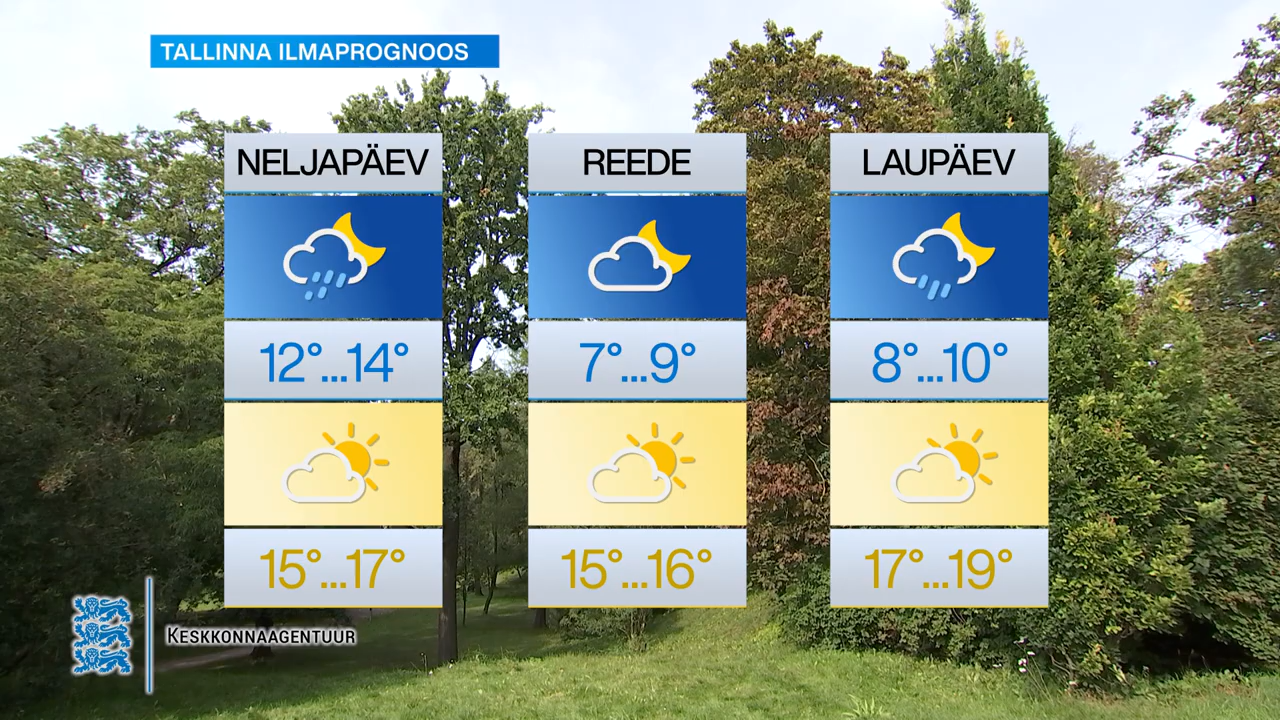 TALLINNA ILMAPROGNOOS
NELJAPÄEV
12°...14°
15°...17°
REEDE
7°...9°
15°...16°
LAUPÄEV
8°...10°
17°...19°
KESKKONNAAGENTUUR